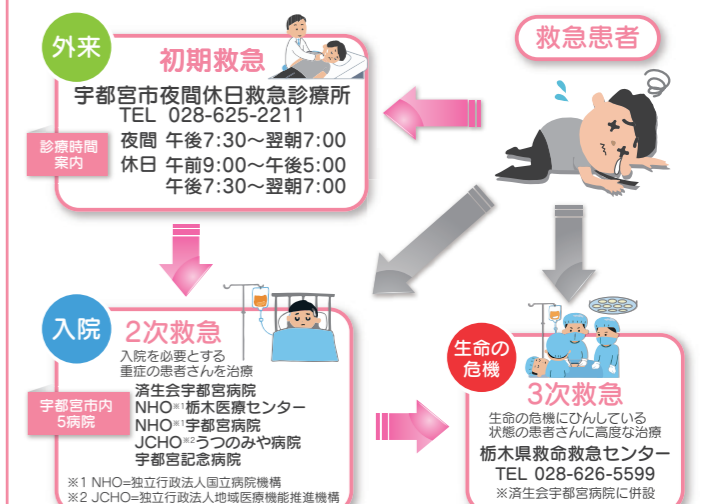 外来
初期救急
宇都宮市夜間休日救急診療所
TEL 028-625-2211
診療時間
案内
夜間 午後7:30〜翌朝7:00
休日 午前9:00〜午後5:00
午後7:30〜翌朝7:00
救急患者
入院
2次救急
入院を必要とする
重症の患者さんを治療
宇都宮市内
5病院
済生会宇都宮病院
NHO※1栃木医療センター
NHO※1宇都宮病院
JCHO※2うつのみや病院
宇都宮記念病院
※1 NHO=独立行政法人国立病院機構
※2 JCHO=独立行政法人地域医療機能推進機構
生命の
危機
3次救急
生命の危機にひんしている
状態の患者さんに高度な治療
栃木県救命救急センター
TEL 028-626-5599
※済生会宇都宮病院に併設